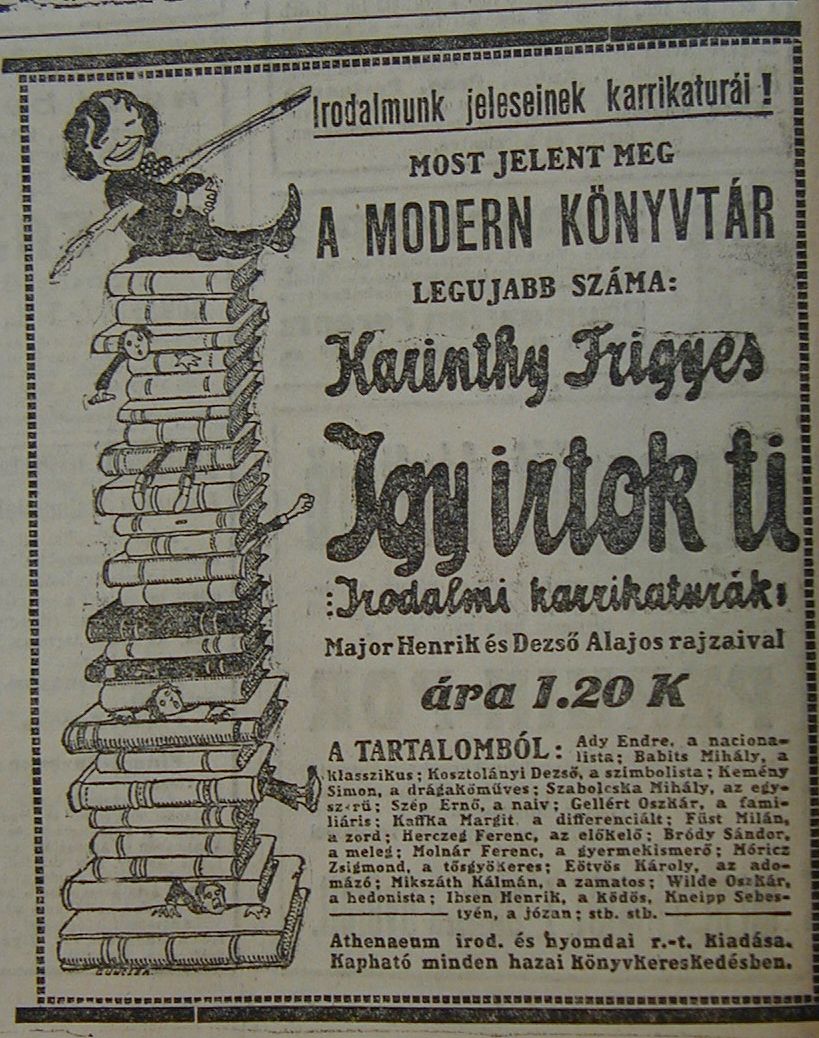 Irodalmunk jeleseinek karrikaturái!
MOST JELENT MEG
A MODERN KÖNYVTÁR
LEGUJABB SZÁMA:
Karinthy Frigyes
Igy irtok ti
:Irodalmi karrikaturák:
Major Henrik és Dezső Alajos rajzaival
ára 1.20 K
A TARTALOMBÓL: Ady Endre, a naciona-
lista; Babits Mihály, a
klasszikus; Kosztolányi Dezső, a szimbolista; Kemény
Simon, a drágakőműves; Szabolcska Mihály, az egy-
szerü; Szép Ernő, a naiv; Gellért Oszkár, a fami-
liáris; Kaffka Margit a differenciált; Füst Milán,
a zord; Herczeg Ferenc, az előkelő; Bródy Sándor,
a meleg; Molnár Ferenc, a gyermekismerő; Móricz
Zsigmond, a tősgyökeres; Eötvös Károly, az ado-
mázó; Mikszáth Kálmán, a zamatos; Wilde Oszkár,
a hedonista; Ibsen Henrik, a ködös, Kneipp Sebes-
tyén, a józan; stb. stb.
Athenaeum irod. és nyomdai r.-t. kiadása.
Kapható minden hazai könyvkereskedésben.